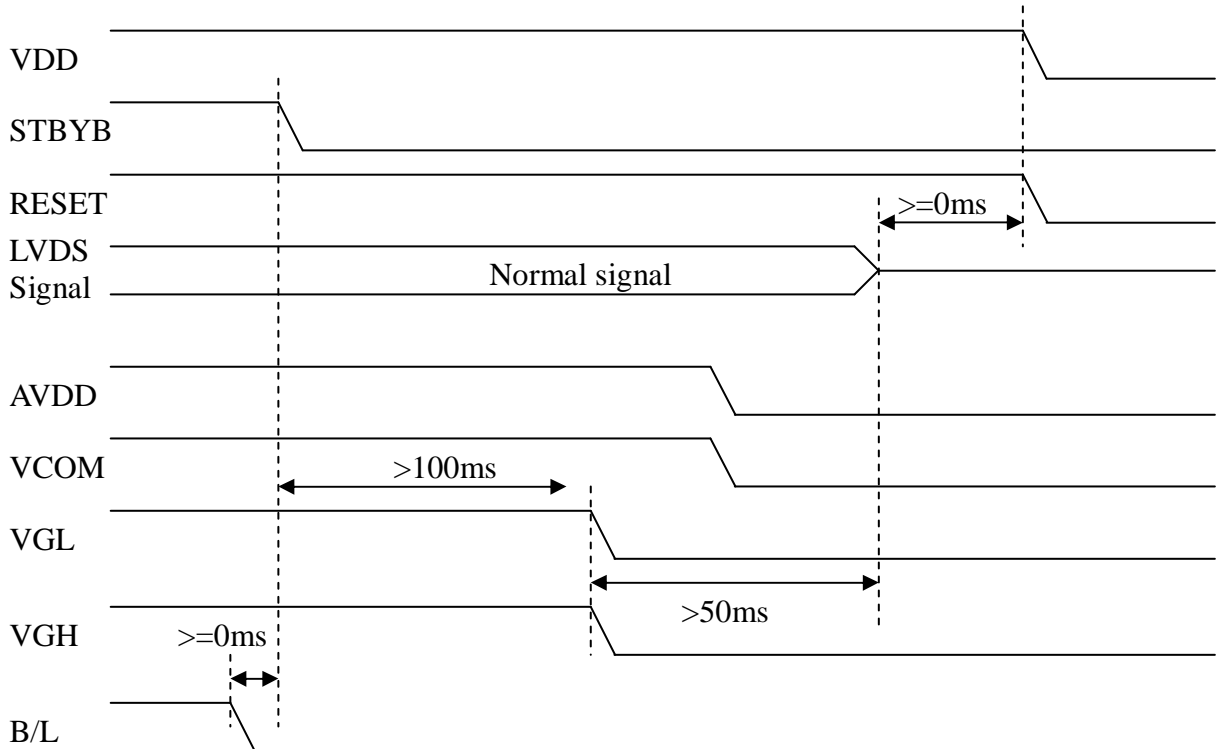 VDD
STBYB
RESET
>=0ms
LVDS
Signal
Normal signal
AVDD
VCOM
>100ms
VGL
>50ms
VGH
>=0ms
B/L